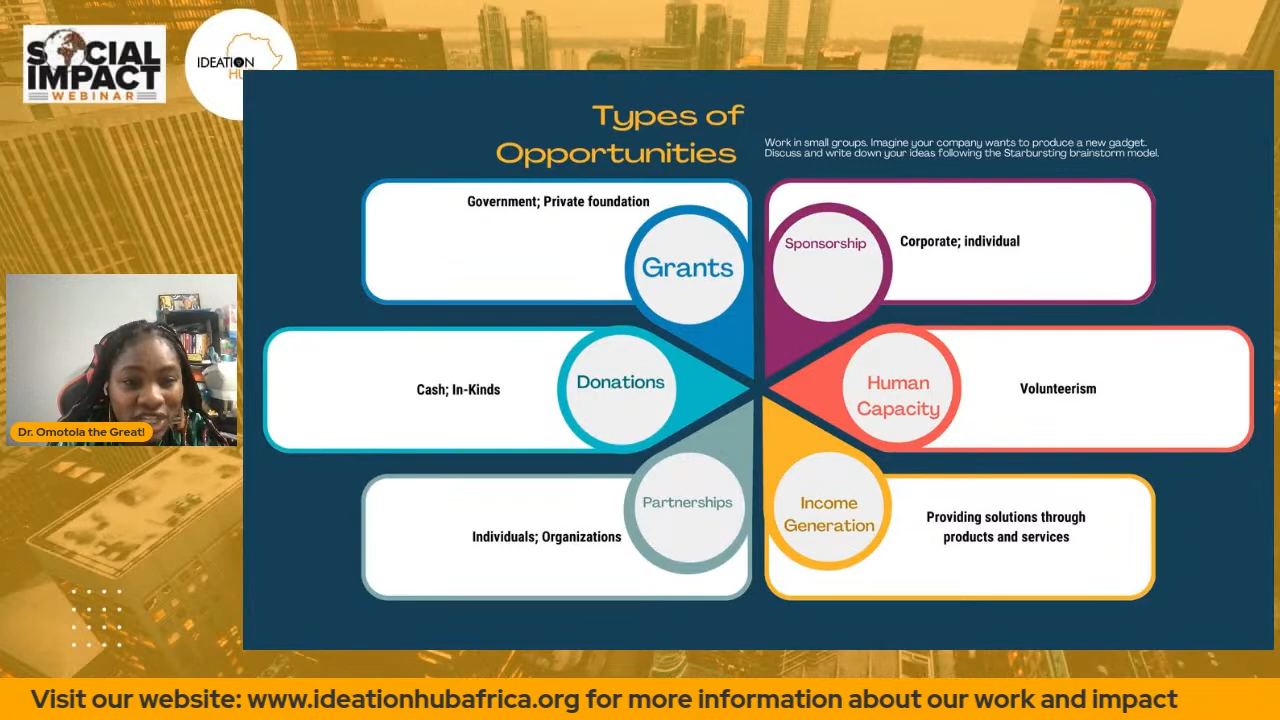 SOCIAL
IMPACT
WEBINAR
IDEATION
HU
Types of
Opportunities
Work in small groups. Imagine your company wants to produce a new gadget.
Discuss and write down your ideas following the Starbursting brainstorm model.
Government; Private foundation
Grants
Sponsorship
Corporate; individual
Cash; In-Kinds
Donations
Human
Capacity
Volunteerism
Individuals; Organizations
Partnerships
Income
Generation
Providing solutions through
products and services
Dr. Omotola the Great!
Visit our website: www.ideationhubafrica.org for more information about our work and impact